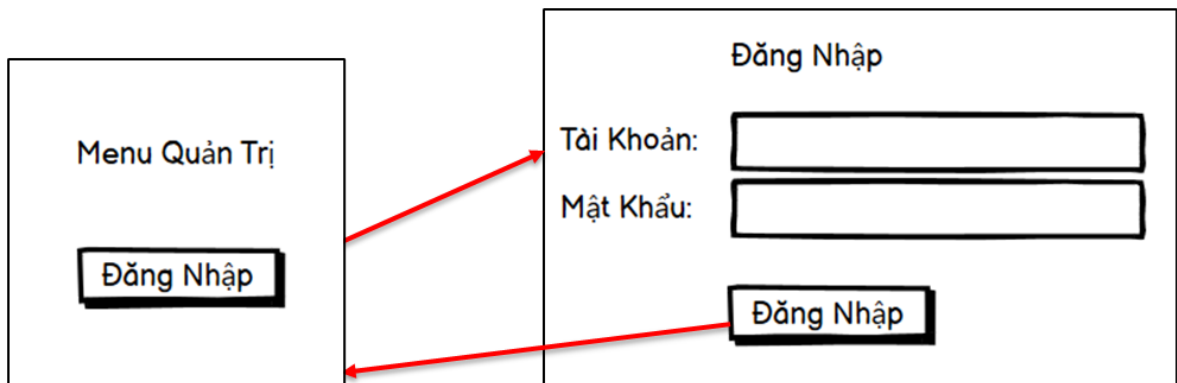 Menu Quản Trị
Đăng Nhập
Đăng Nhập
Tài Khoản:
Mật Khẩu:
Đăng Nhập